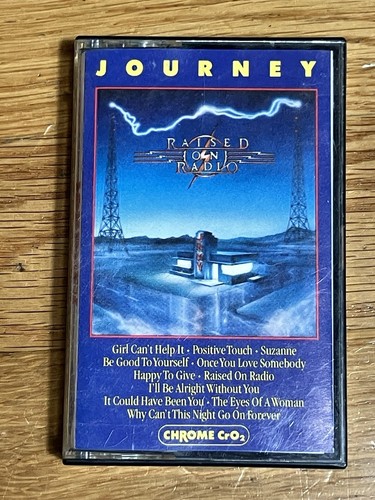 JOURNEY
RAISED
ON
RADIO
JOURNEY
Girl Can't Help It • Positive Touch • Suzanne
Be Good To Yourself • Once You Love Somebody
Happy To Give • Raised On Radio
I'll Be Alright Without You
It Could Have Been You • The Eyes Of A Woman
Why Can't This Night Go On Forever
CHROME CrO₂